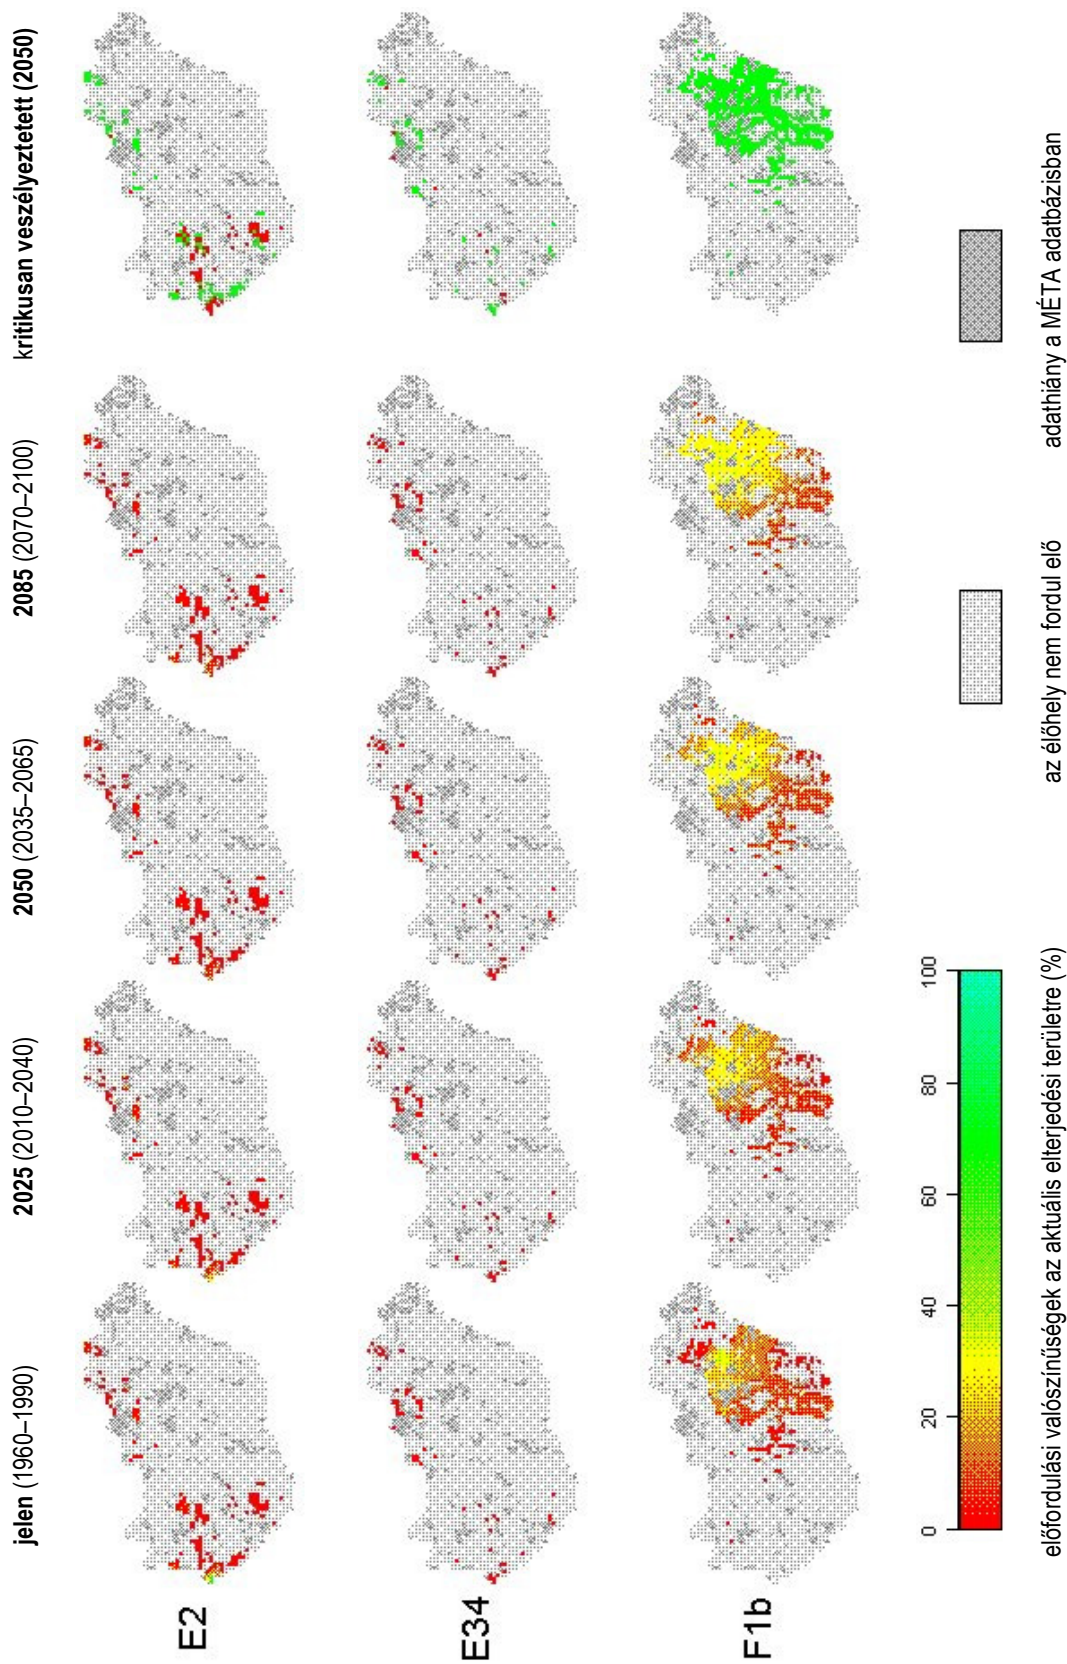 jelen (1960–1990)
2025 (2010–2040)
2050 (2035–2065)
2085 (2070–2100)
kritikusan veszélyeztetett (2050)
E2
E34
F1b
0
20
40
60
80
100
előfordulási valószínűségek az aktuális elterjedési területre (%)
az élőhely nem fordul elő
adathiány a MÉTA adatbázisban